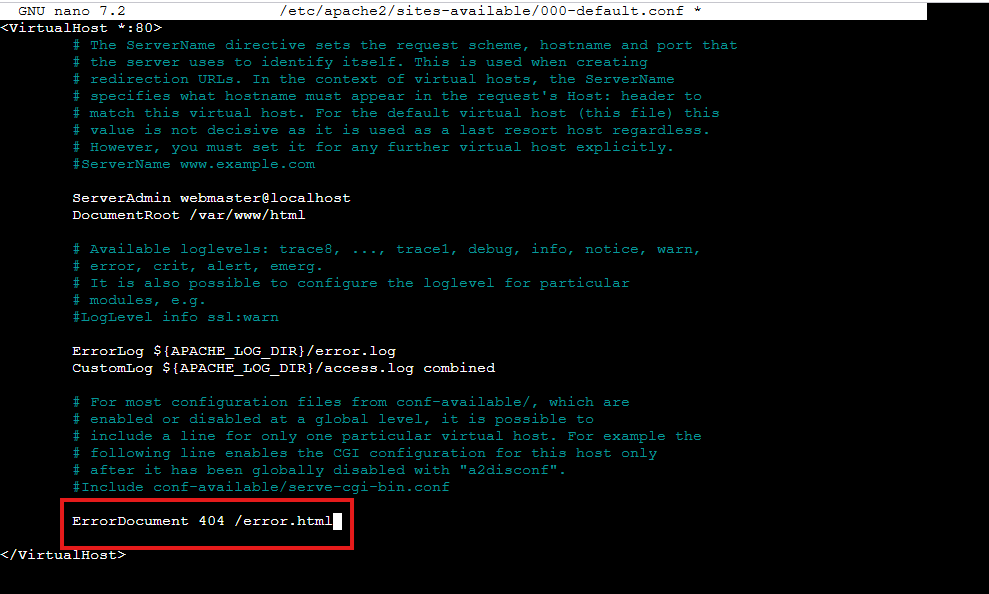 GNU nano 7.2 /etc/apache2/sites-available/000-default.conf *
<VirtualHost *:80>
# The ServerName directive sets the request scheme, hostname and port that
# the server uses to identify itself. This is used when creating
# redirection URLs. In the context of virtual hosts, the ServerName
# specifies what hostname must appear in the request's Host: header to
# match this virtual host. For the default virtual host (this file) this
# value is not decisive as it is used as a last resort host regardless.
# However, you must set it for any further virtual host explicitly.
#ServerName www.example.com
ServerAdmin webmaster@localhost
DocumentRoot /var/www/html
# Available loglevels: trace8, ..., trace1, debug, info, notice, warn,
# error, crit, alert, emerg.
# It is also possible to configure the loglevel for particular
# modules, e.g.
#LogLevel info ssl:warn
ErrorLog ${APACHE_LOG_DIR}/error.log
CustomLog ${APACHE_LOG_DIR}/access.log combined
# For most configuration files from conf-available/, which are
# enabled or disabled at a global level, it is possible to
# include a line for only one particular virtual host. For example the
# following line enables the CGI configuration for this host only
# after it has been globally disabled with "a2disconf".
#Include conf-available/serve-cgi-bin.conf
ErrorDocument 404 /error.html
</VirtualHost>